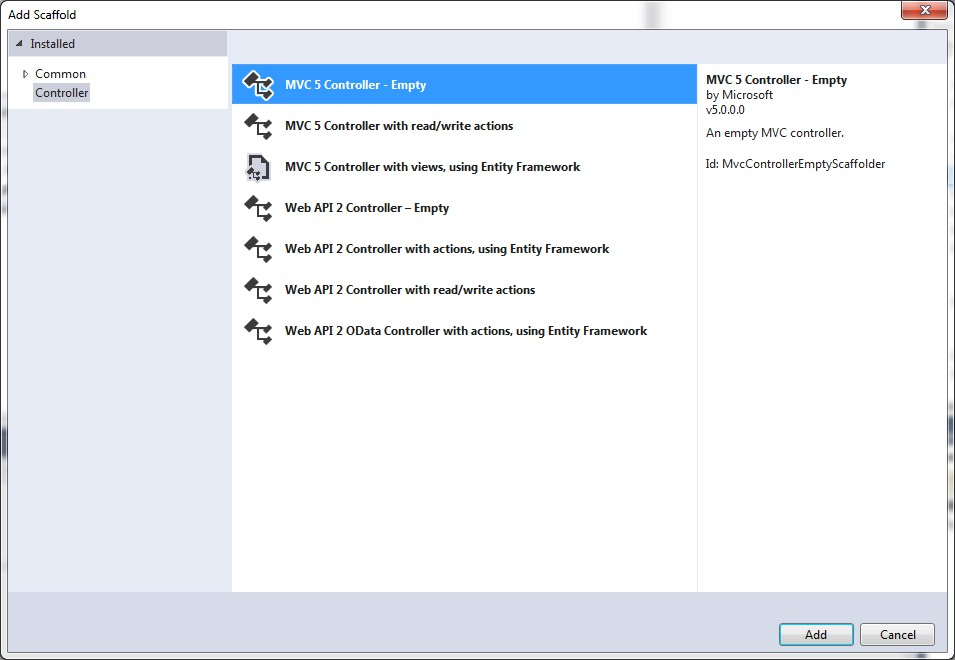 Add Scaffold
Installed
Common
Controller
MVC 5 Controller - Empty
MVC 5 Controller with read/write actions
MVC 5 Controller with views, using Entity Framework
Web API 2 Controller – Empty
Web API 2 Controller with actions, using Entity Framework
Web API 2 Controller with read/write actions
Web API 2 OData Controller with actions, using Entity Framework
MVC 5 Controller - Empty
by Microsoft
v5.0.0.0
An empty MVC controller.
Id: MvcControllerEmptyScaffolder
Add
Cancel